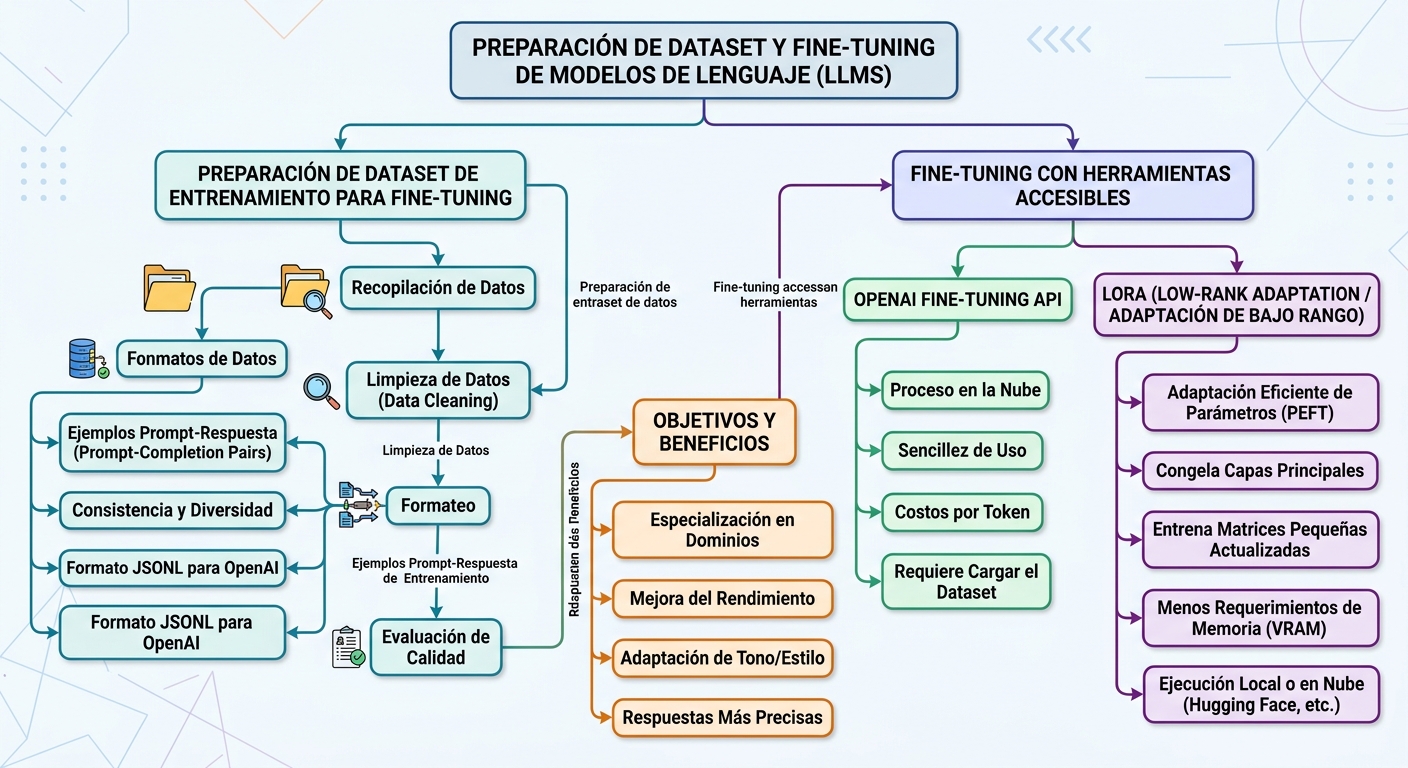 PREPARACIÓN DE DATASET Y FINE-TUNING
DE MODELOS DE LENGUAJE (LLMS)
PREPARACIÓN DE DATASET DE
ENTRENAMIENTO PARA FINE-TUNING
Recopilación de Datos
Fonmatos de Datos
Limpieza de Datos
(Data Cleaning)
Preparación de
entraset de datos
Ejemplos Prompt-Respuesta
(Prompt-Completion Pairs)
Consistencia y Diversidad
Formato JSONL para OpenAI
Formato JSONL para
OpenAI
Limpieza de Datos
Formateo
Ejemplos Prompt-Respuesta
de Entrenamiento
Evaluación de
Calidad
OBJETIVOS Y
BENEFICIOS
Especialización en
Dominios
Mejora del Rendimiento
Adaptación de Tono/Estilo
Respuestas Más Precisas
Fine-tuning accessan
herramientas
FINE-TUNING CON HERRAMIENTAS
ACCESIBLES
OPENAI FINE-TUNING API
Proceso en la Nube
Sencillez de Uso
Costos por Token
Requiere Cargar el
Dataset
LORA (LOW-RANK ADAPTATION /
ADAPTACIÓN DE BAJO RANGO)
Adaptación Eficiente de
Parámetros (PEFT)
Congela Capas Principales
Entrena Matrices Pequeñas
Actualizadas
Menos Requerimientos de
Memoria (VRAM)
Ejecución Local o en Nube
(Hugging Face, etc.)